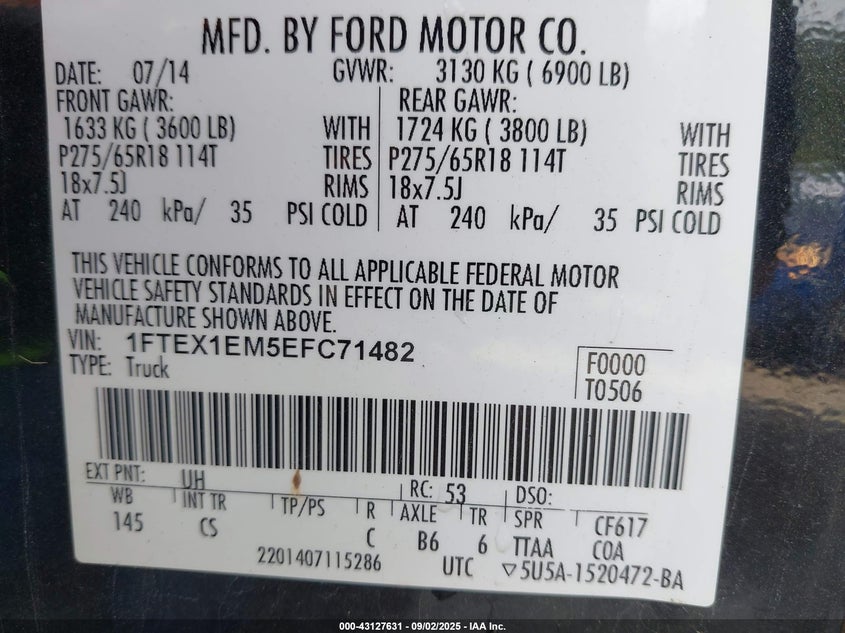 MFD. BY FORD MOTOR CO.
DATE: 07/14 GVWR: 3130 KG ( 6900 LB)
FRONT GAWR: REAR GAWR:
1633 KG ( 3600 LB) WITH 1724 KG ( 3800 LB) WITH
P275/65R18 114T TIRES P275/65R18 114T TIRES
18x7.5J RIMS 18x7.5J RIMS
AT 240 kPa/ 35 PSI COLD AT 240 kPa/ 35 PSI COLD
THIS VEHICLE CONFORMS TO ALL APPLICABLE FEDERAL MOTOR
VEHICLE SAFETY STANDARDS IN EFFECT ON THE DATE OF
MANUFACTURE SHOWN ABOVE.
VIN: 1FTEX1EM5EFC71482
TYPE: Truck F0000
T0506
EXT PNT: UH RC: 53 DSO:
WB INT TR TP/PS R AXLE TR SPR CF617
145 CS C B6 6 TTAA COA
2201407115286 UTC ▽5U5A-1520472-BA
000-43127631 - 09/02/2025 - IAA Inc.